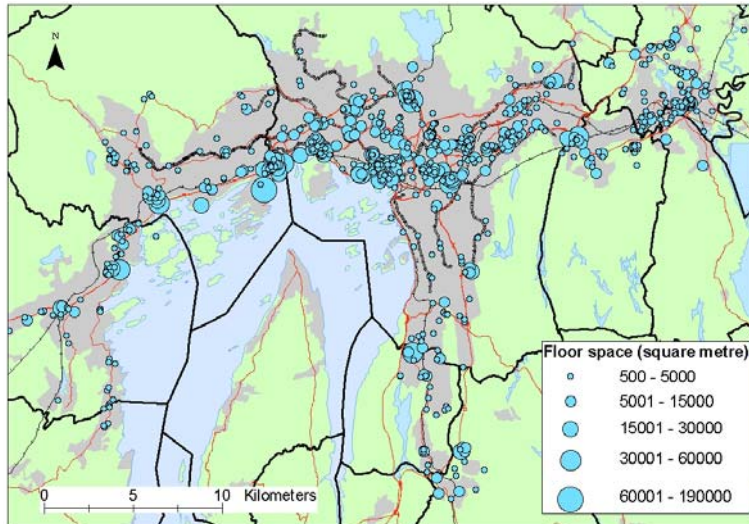 N
Floor space (square metre)
500 - 5000
5001 - 15000
15001 - 30000
30001 - 60000
60001 - 190000
0 5 10 Kilometers